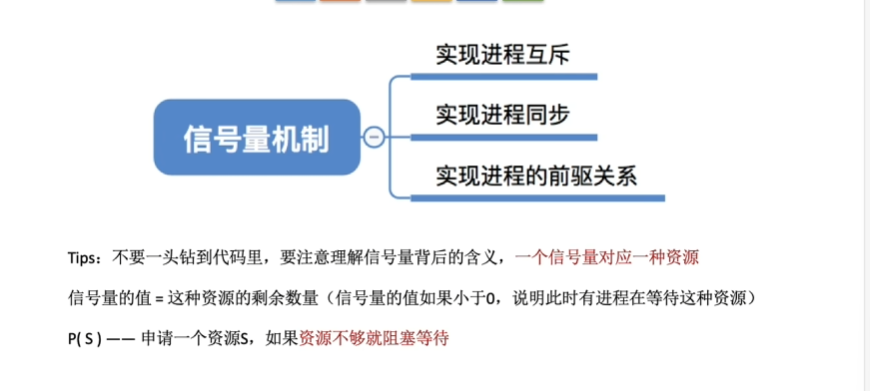 实现进程互斥
信号量机制
实现进程同步
实现进程的前驱关系
Tips：不要一头钻到代码里，要注意理解信号量背后的含义，一个信号量对应一种资源
信号量的值 = 这种资源的剩余数量（信号量的值如果小于0，说明此时有进程在等待这种资源）
P( S ) —— 申请一个资源S，如果资源不够就阻塞等待